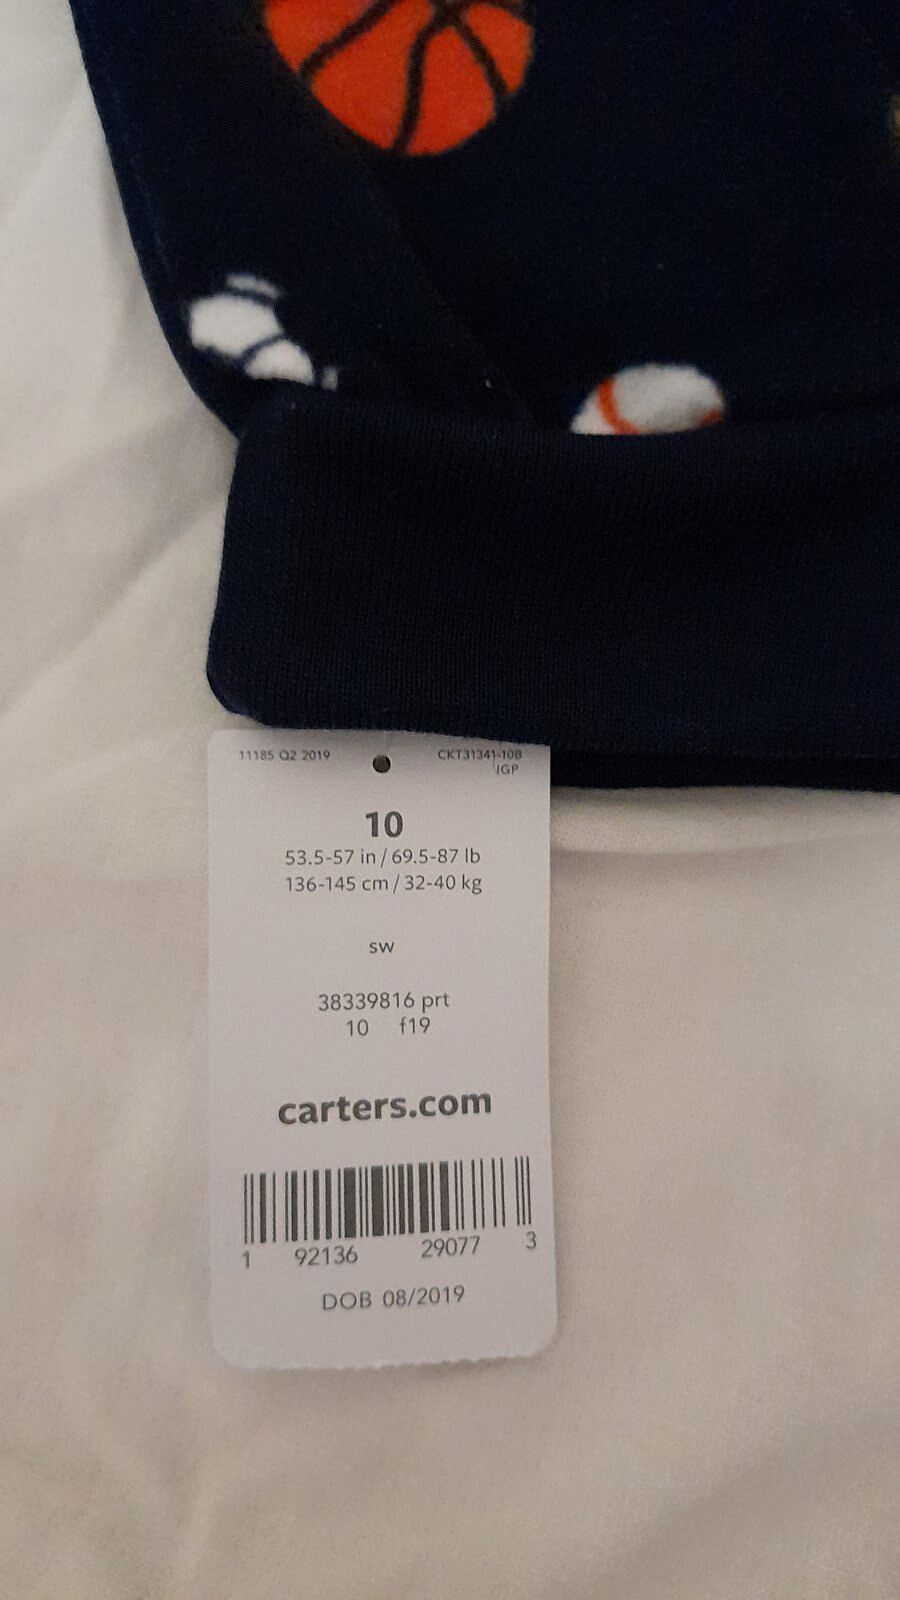 11185 Q2 2019
CKT31341-10B
IGP
10
53.5-57 in / 69.5-87 lb
136-145 cm / 32-40 kg
sw
38339816 prt
10 f19
carters.com
1 92136 29077 3
DOB 08/2019